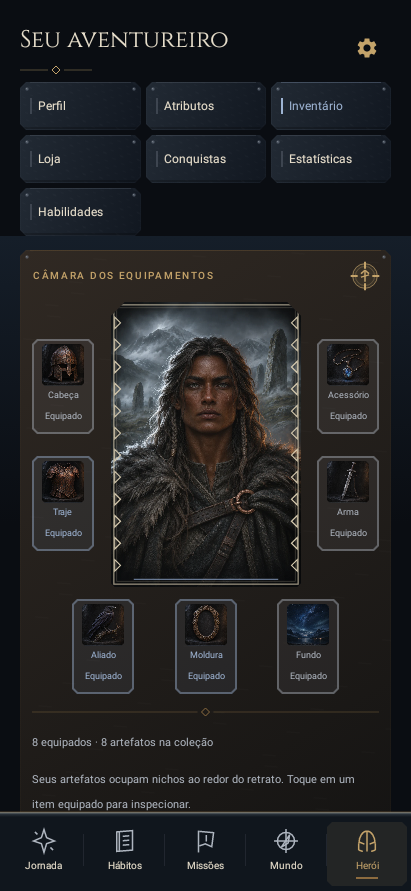 Seu aventureiro
Perfil
Atributos
Inventário
Loja
Conquistas
Estatísticas
Habilidades
CÂMARA DOS EQUIPAMENTOS
Cabeça
Equipado
Acessório
Equipado
Traje
Equipado
Arma
Equipado
Aliado
Equipado
Moldura
Equipado
Fundo
Equipado
8 equipados · 8 artefatos na coleção
Seus artefatos ocupam nichos ao redor do retrato. Toque em um
item equipado para inspecionar.
Jornada
Hábitos
Missões
Mundo
Herói